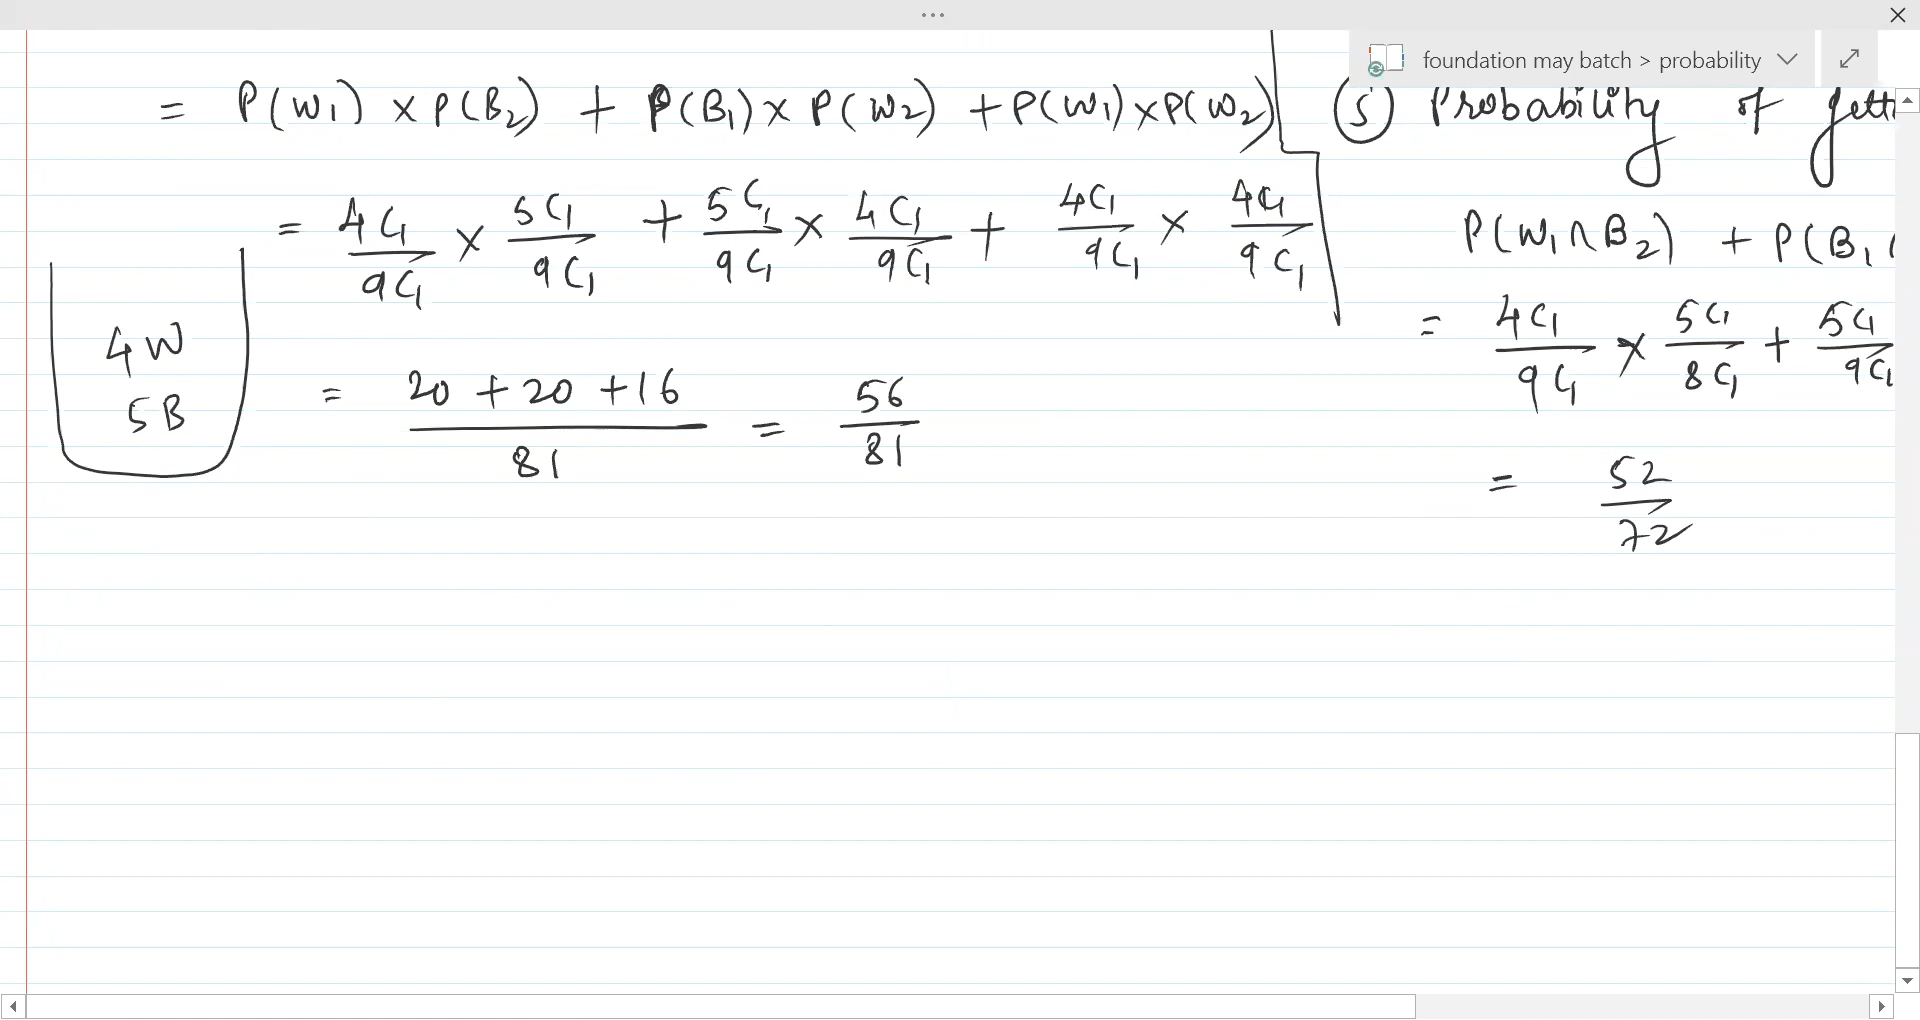 foundation may batch > probability
= P(W₁) × P(B₂) + P(B₁) × P(W₂) + P(W₁) × P(W₂)
= 4C₁/9C₁ × 5C₁/9C₁ + 5C₁/9C₁ × 4C₁/9C₁ + 4C₁/9C₁ × 4C₁/9C₁
4W
5B
= 20 + 20 + 16 / 81 = 56/81
(5) Probability of
P(W₁∩B₂) + P(B₁
= 4C₁/9C₁ × 5C₁/8C₁ + 5C₁/9C₁
= 52/72